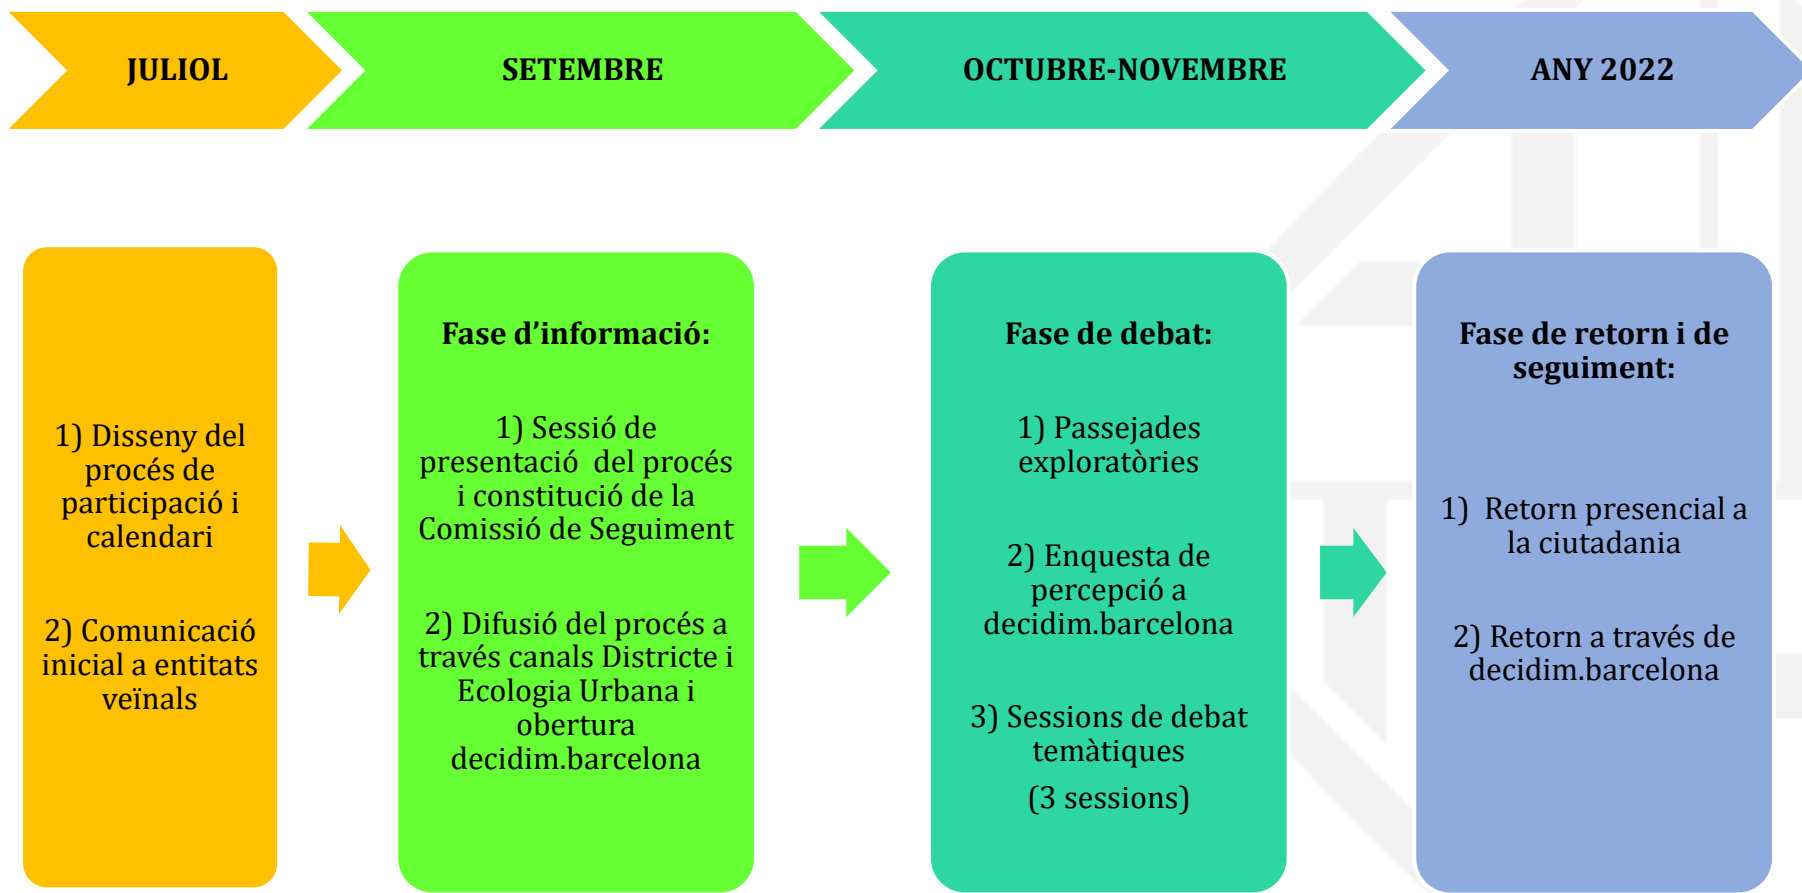 JULIOL
SETEMBRE
OCTUBRE-NOVEMBRE
ANY 2022
1) Disseny del
procés de
participació i
calendari
2) Comunicació
inicial a entitats
veïnals
Fase d’informació:
1) Sessió de
presentació  del procés
i constitució de la
Comissió de Seguiment
2) Difusió del procés a
través canals Districte i
Ecologia Urbana i
obertura
decidim.barcelona
Fase de debat:
1) Passejades
exploratòries
2) Enquesta de
percepció a
decidim.barcelona
3) Sessions de debat
temàtiques
(3 sessions)
Fase de retorn i de
seguiment:
1)  Retorn presencial a
la ciutadania
2) Retorn a través de
decidim.barcelona